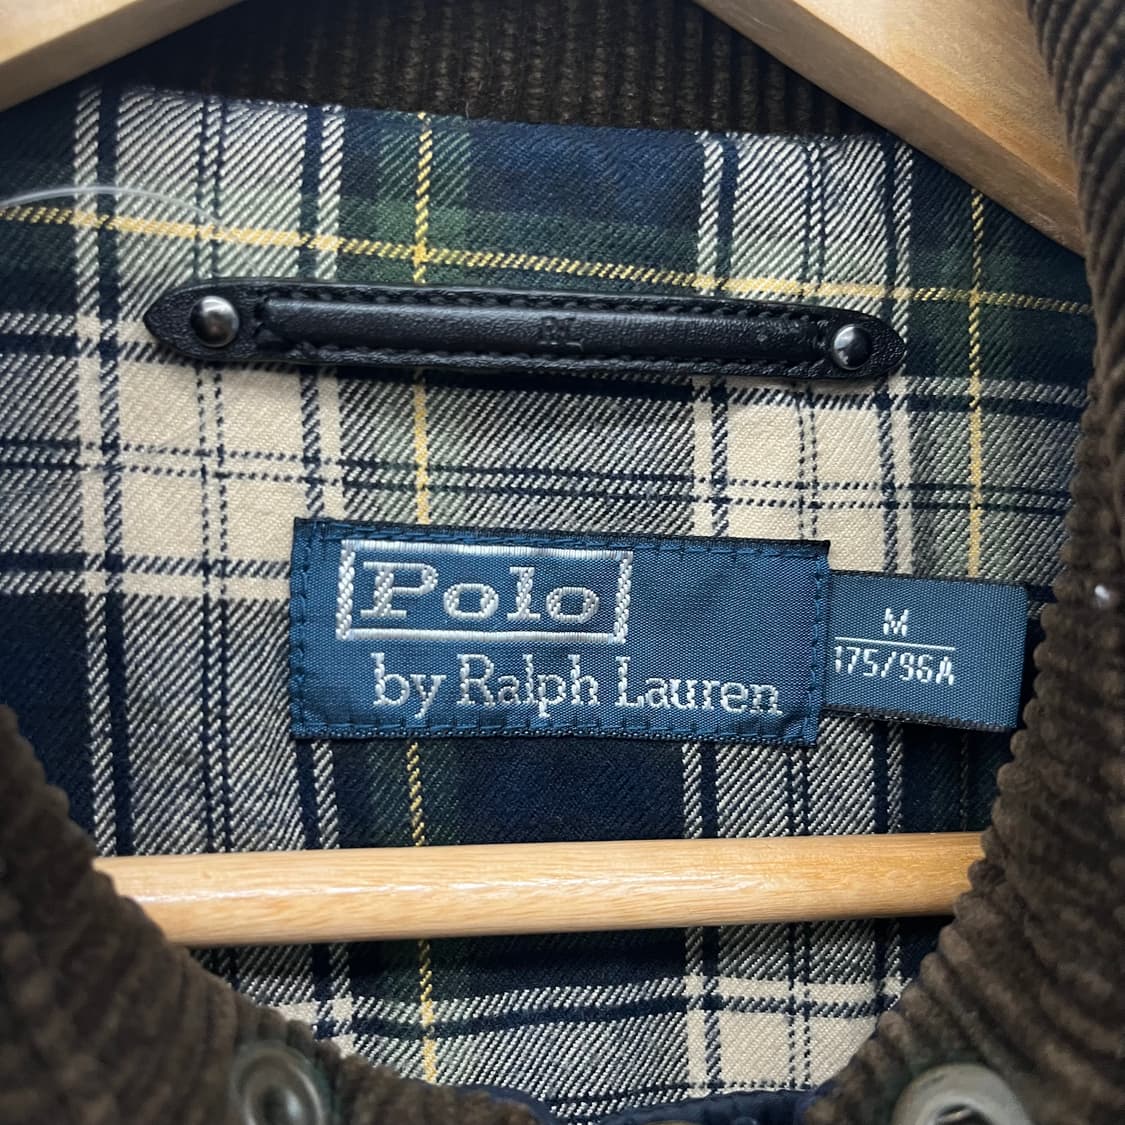 Polo
by Ralph Lauren
M
175/96A